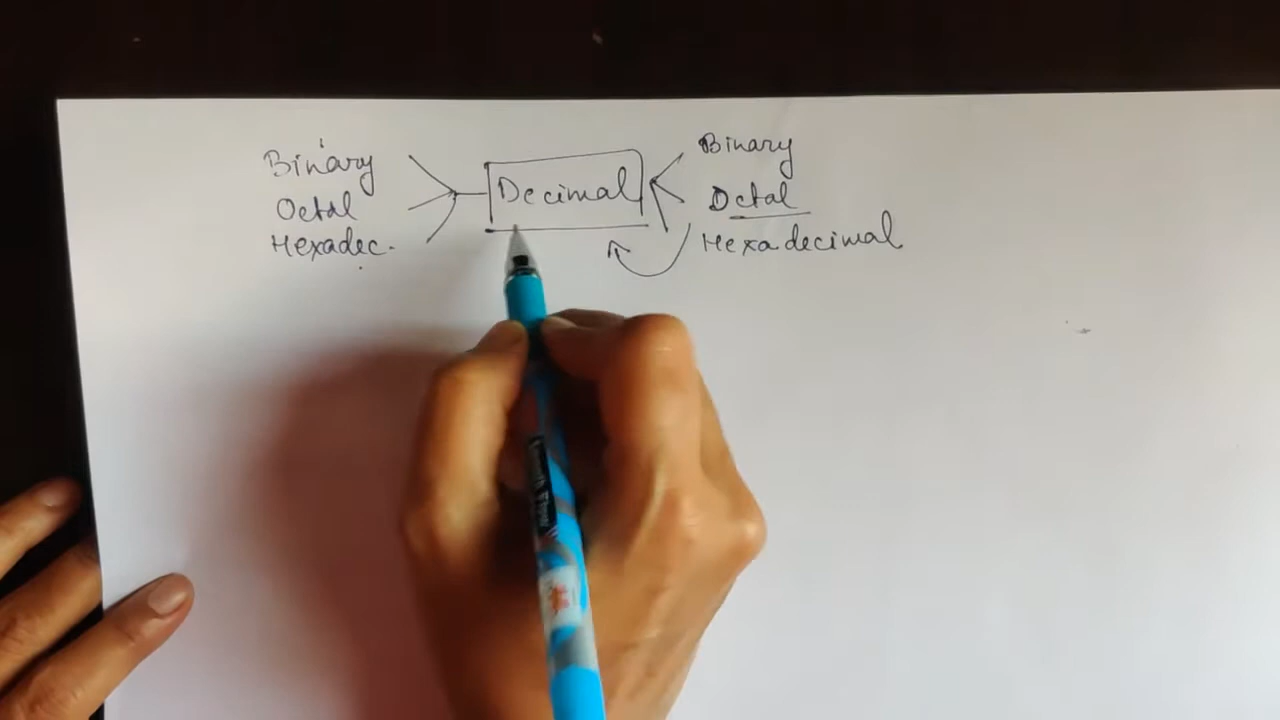 Binary
Octal
Hexadec.
Decimal
Binary
Octal
Hexadecimal